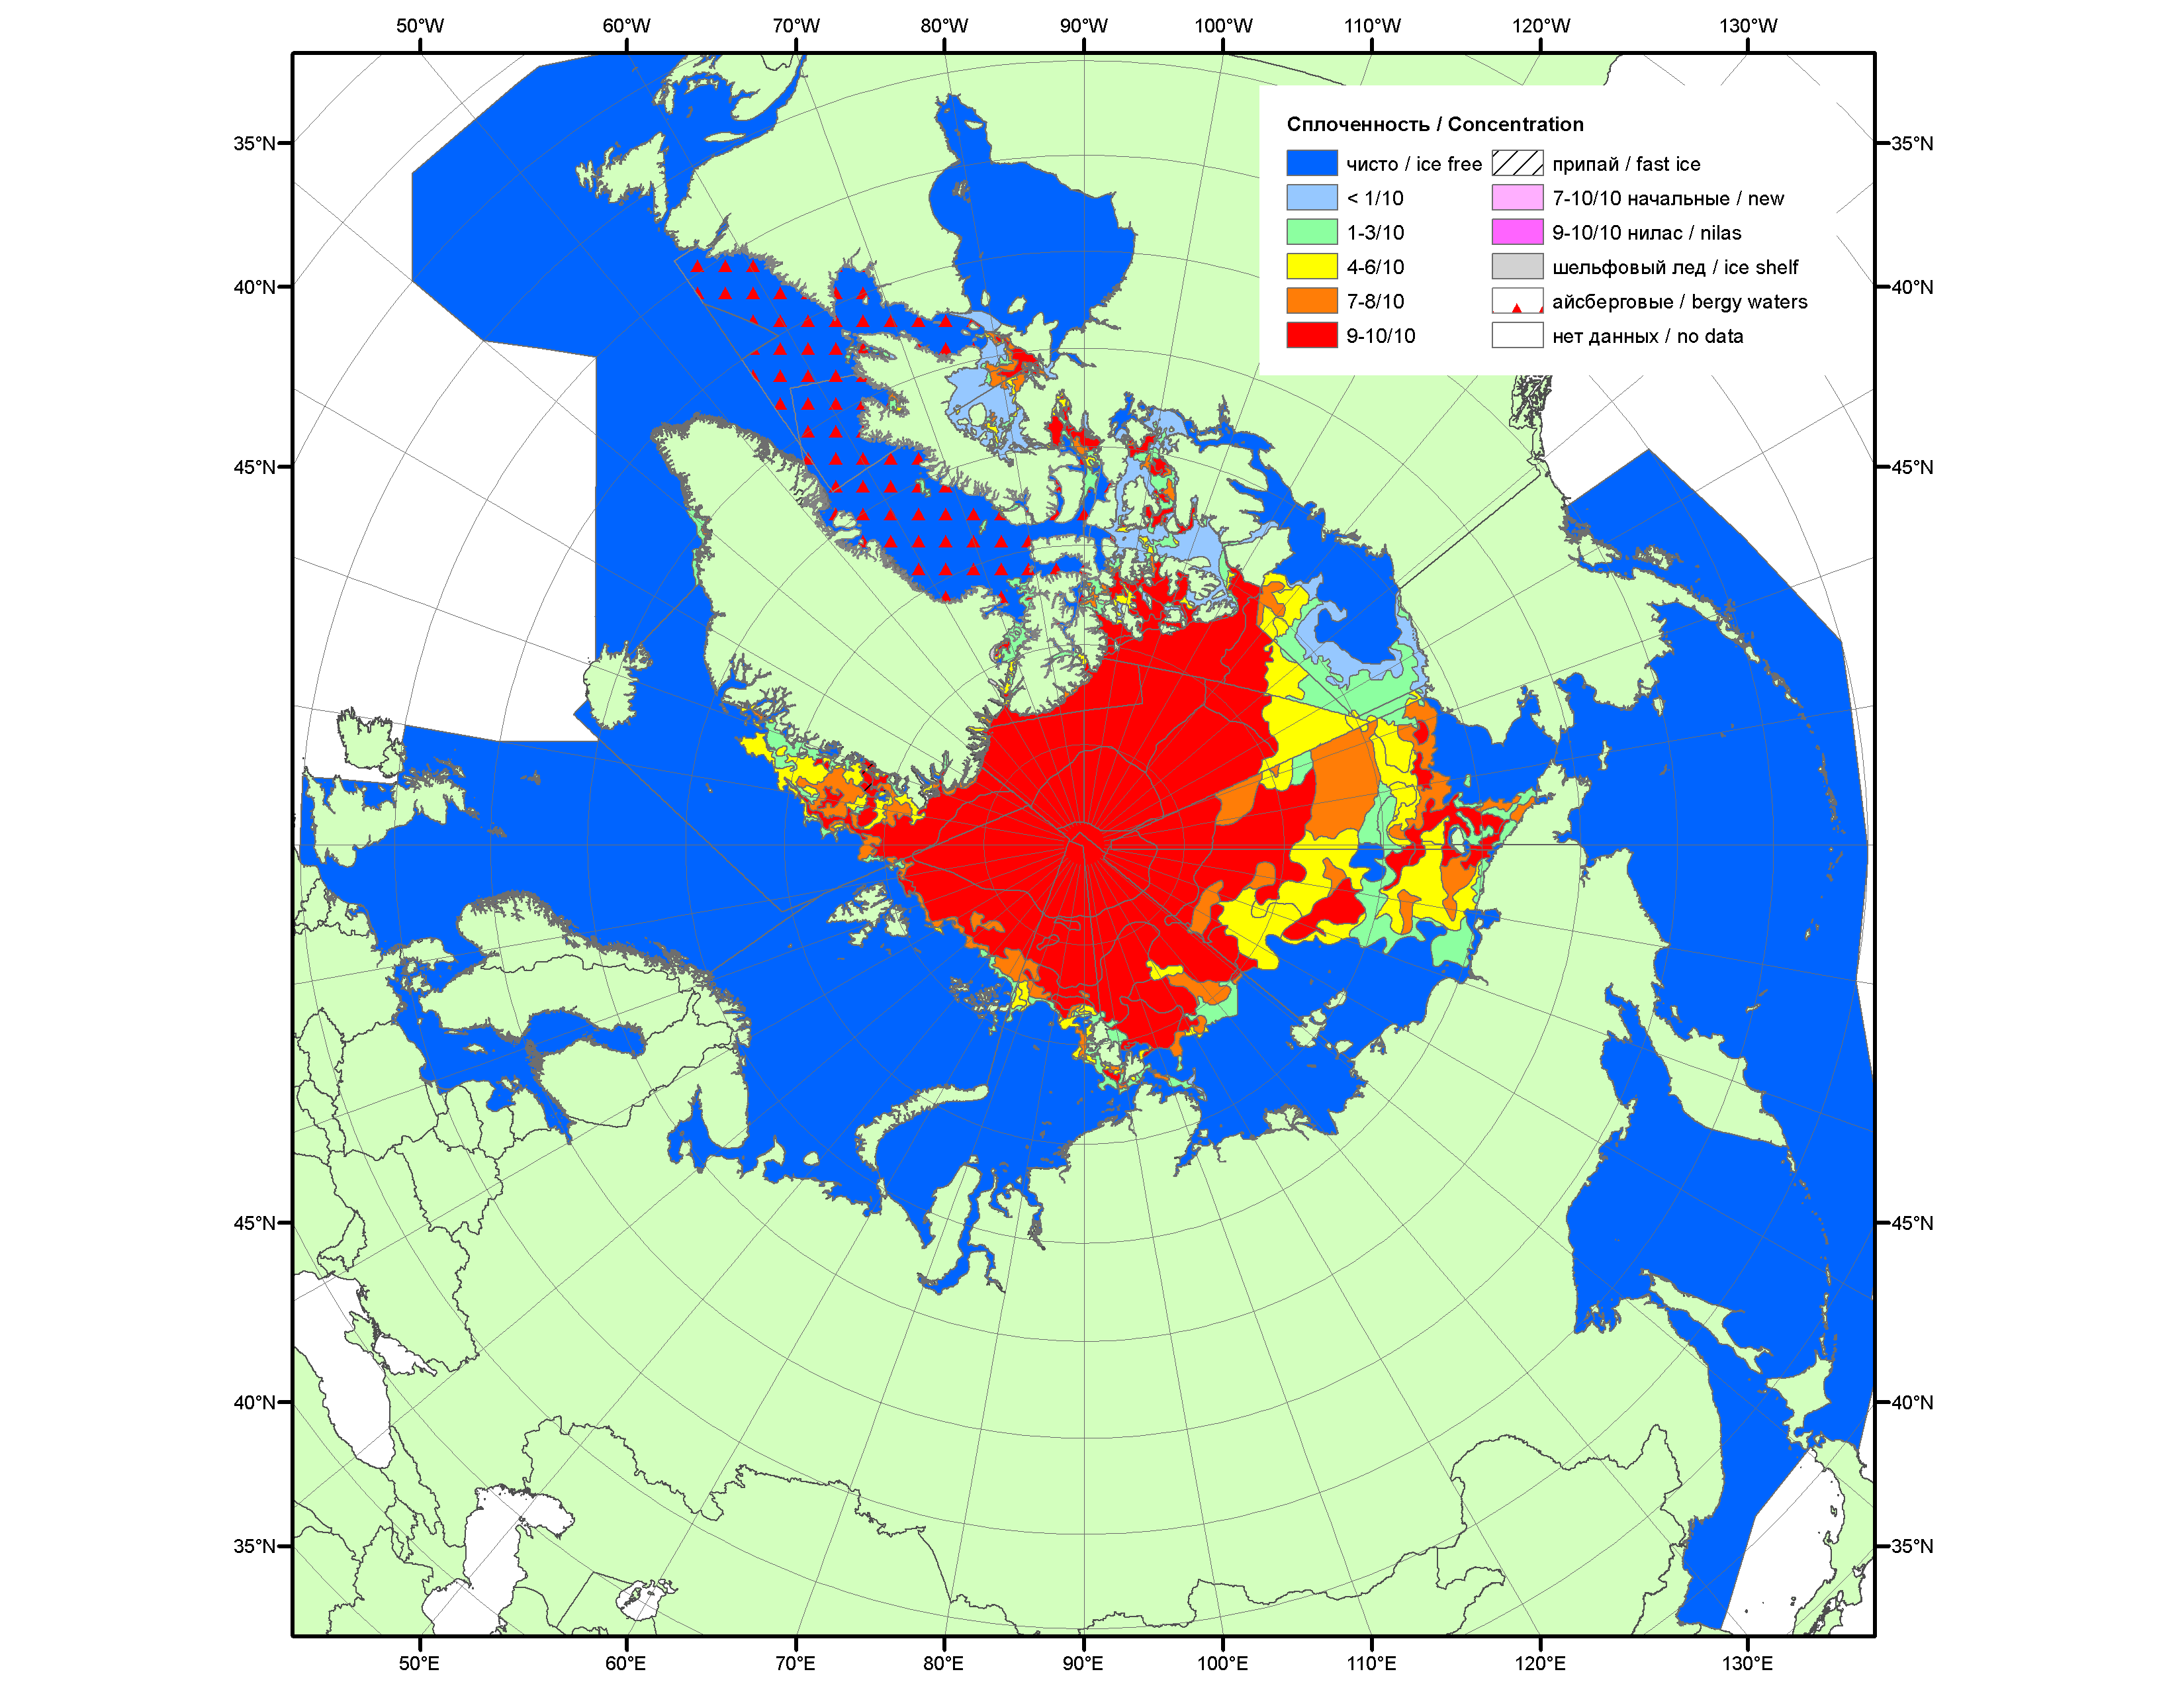 50°W 60°W 70°W 80°W 90°W 100°W 110°W 120°W 130°W
Сплоченность / Concentration
чисто / ice free
< 1/10
1-3/10
4-6/10
7-8/10
9-10/10
припай / fast ice
7-10/10 начальные / new
9-10/10 нилас / nilas
шельфовый лед / ice shelf
айсберговые / bergy waters
нет данных / no data
35°N 35°N
40°N 40°N
45°N 45°N
45°N 45°N
40°N 40°N
35°N 35°N
50°E 60°E 70°E 80°E 90°E 100°E 110°E 120°E 130°E